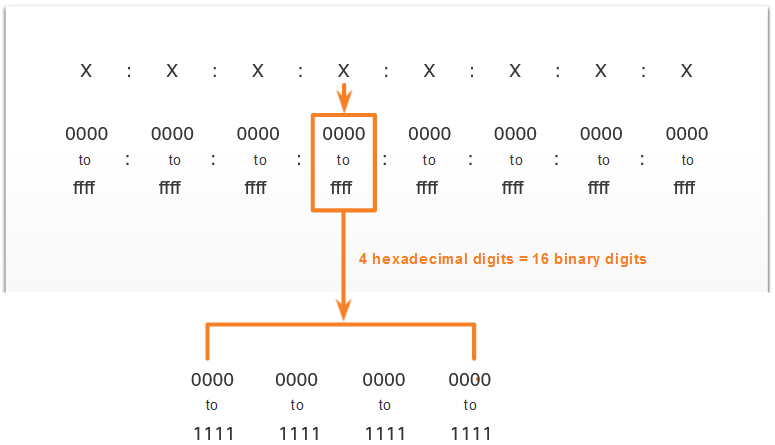 X : X : X : X : X : X : X : X
0000 0000 0000 0000 0000 0000 0000 0000
to : to : to : to : to : to : to : to
ffff ffff ffff ffff ffff ffff ffff ffff
4 hexadecimal digits = 16 binary digits
0000 0000 0000 0000
to to to to
1111 1111 1111 1111